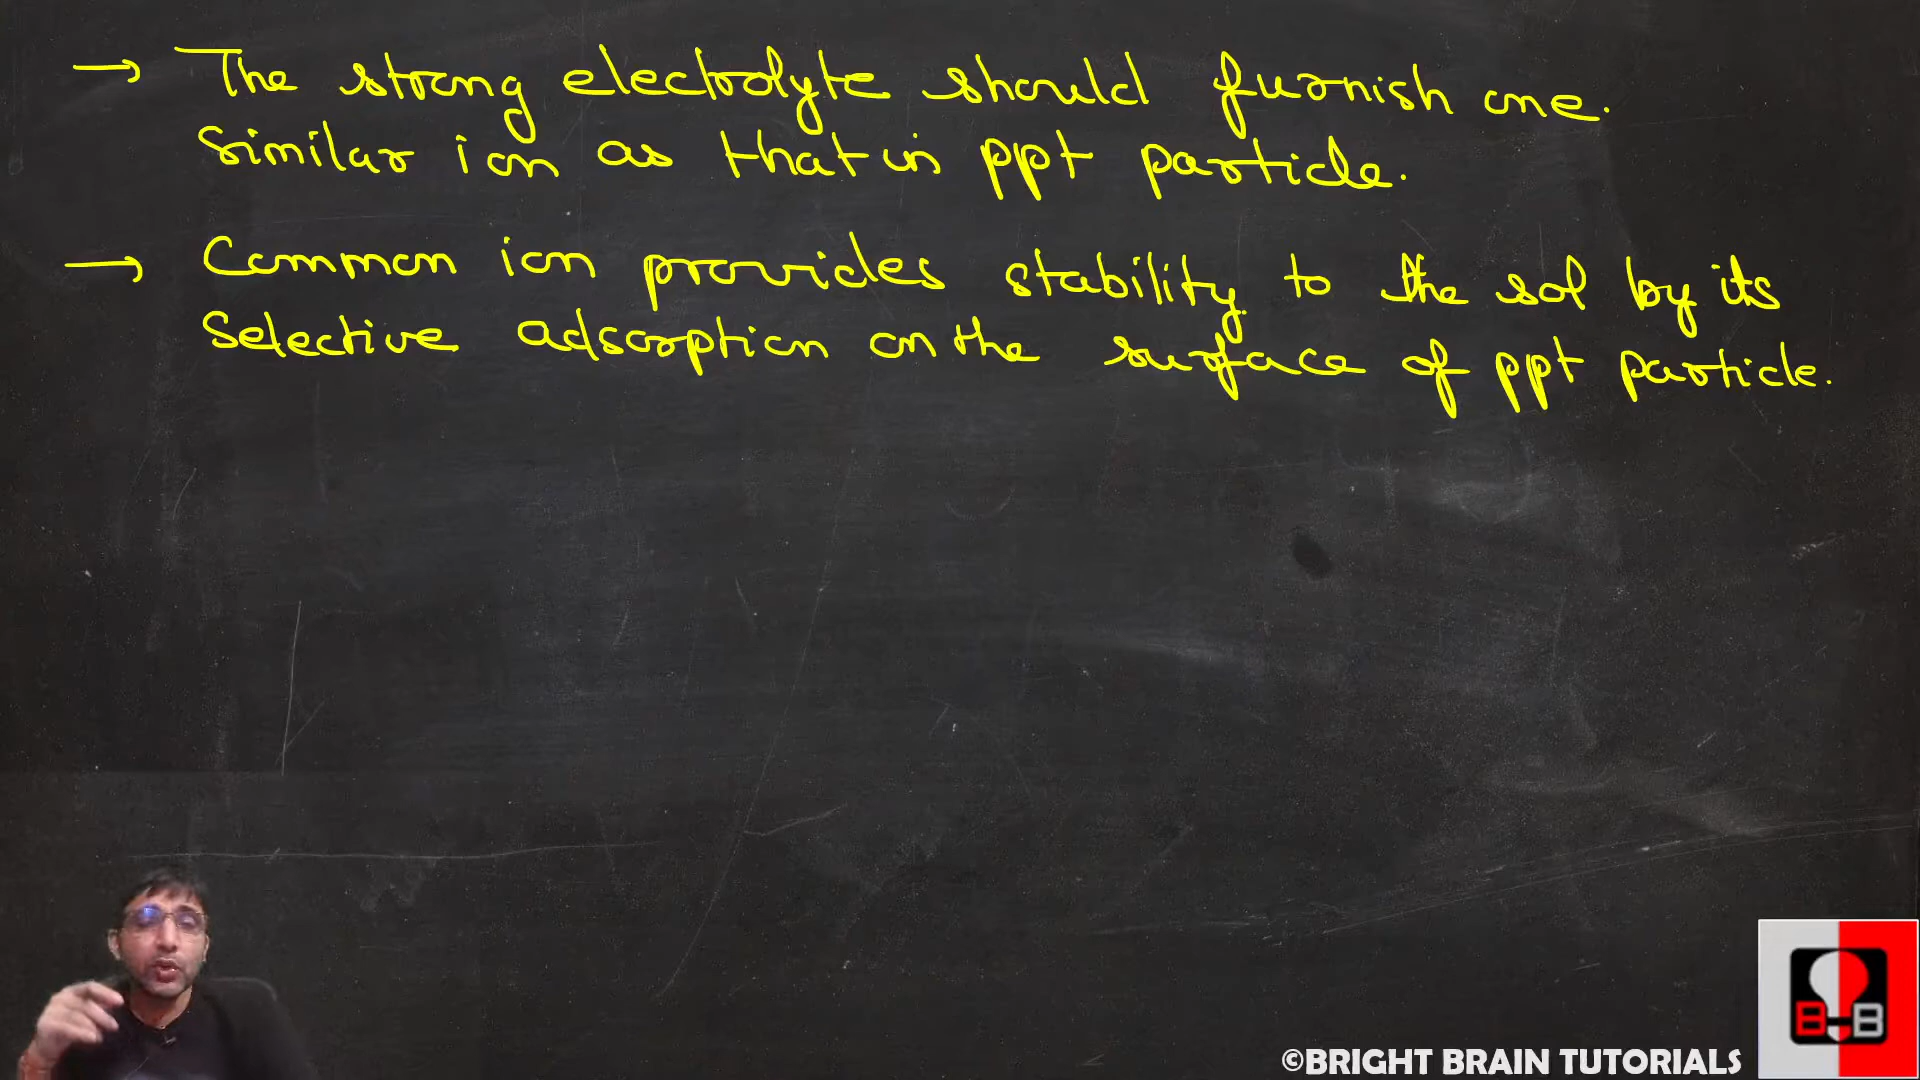 → The strong electrolyte should furnish one.
similar ion as that in ppt particle.
→ Common ion provides stability to the sol by its
selective adsorption on the surface of ppt particle.
B B
©BRIGHT BRAIN TUTORIALS